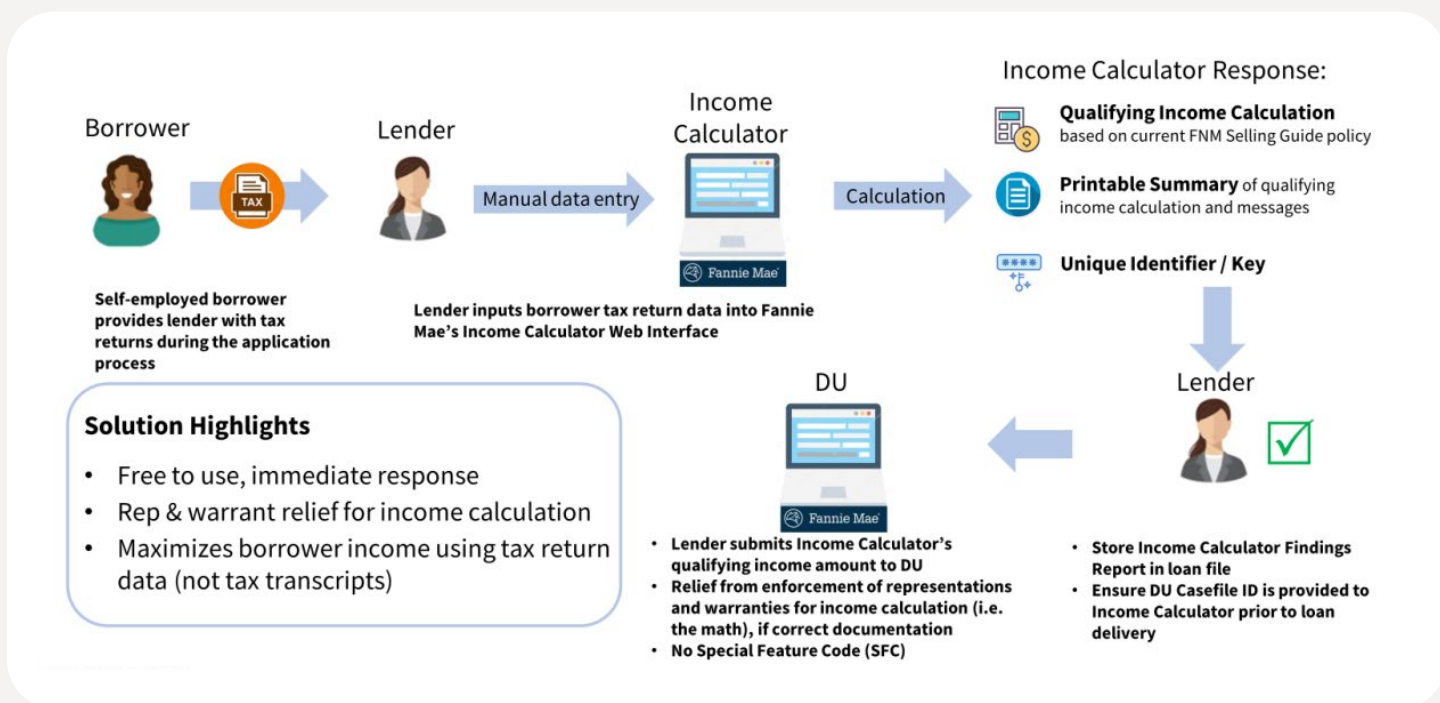 Borrower
TAX
Self-employed borrower
provides lender with tax
returns during the application
process
Lender
Manual data entry
Lender inputs borrower tax return data into Fannie
Mae's Income Calculator Web Interface
Income
Calculator
Fannie Mae
Calculation
Income Calculator Response:
$
Qualifying Income Calculation
based on current FNM Selling Guide policy
Printable Summary of qualifying
income calculation and messages
****
Unique Identifier / Key
Lender
• Store Income Calculator Findings
Report in loan file
• Ensure DU Casefile ID is provided to
Income Calculator prior to loan
delivery
DU
Fannie Mae
• Lender submits Income Calculator's
qualifying income amount to DU
• Relief from enforcement of representations
and warranties for income calculation (i.e.
the math), if correct documentation
• No Special Feature Code (SFC)
Solution Highlights
• Free to use, immediate response
• Rep & warrant relief for income calculation
• Maximizes borrower income using tax return
data (not tax transcripts)